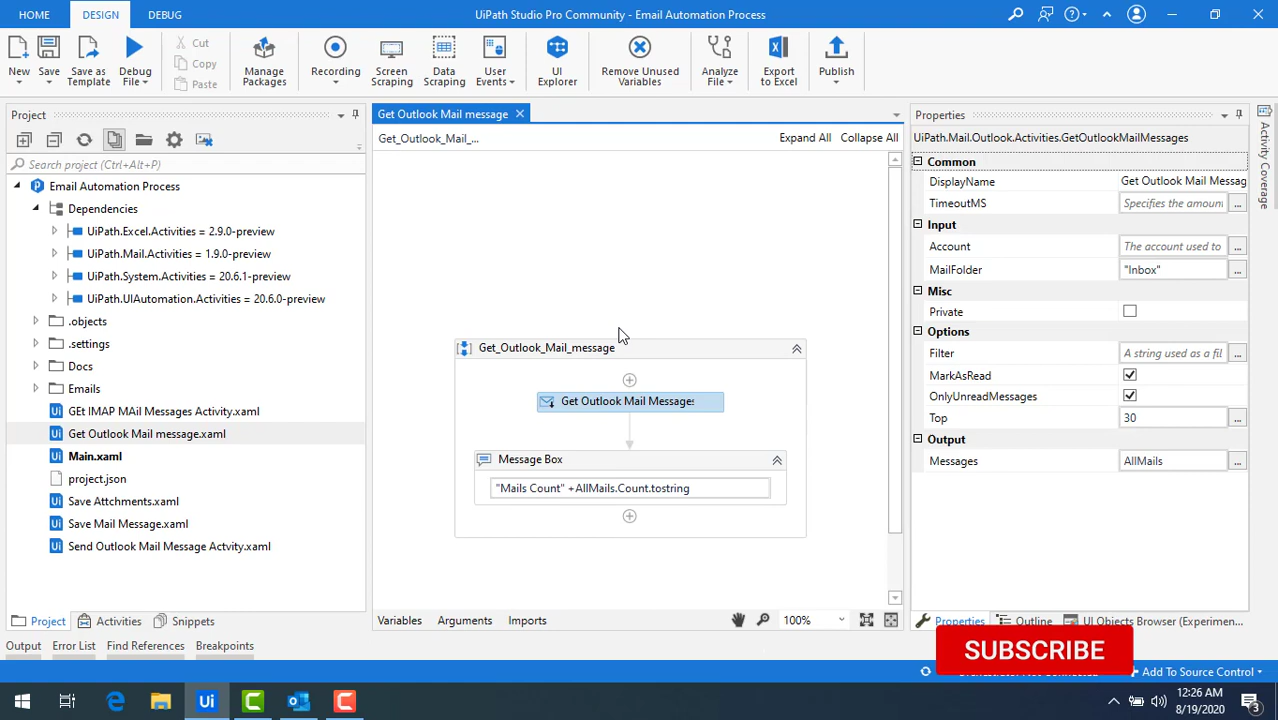 HOME
DESIGN
DEBUG
UiPath Studio Pro Community - Email Automation Process
New
Save
Save as Template
Debug File
Cut
Copy
Paste
Manage Packages
Recording
Screen Scraping
Data Scraping
User Events
UI Explorer
Remove Unused Variables
Analyze File
Export to Excel
Publish
Project
Search project (Ctrl+Alt+P)
Email Automation Process
Dependencies
UiPath.Excel.Activities = 2.9.0-preview
UiPath.Mail.Activities = 1.9.0-preview
UiPath.System.Activities = 20.6.1-preview
UiPath.UIAutomation.Activities = 20.6.0-preview
.objects
.settings
Docs
Emails
GEt IMAP MAil Messages Activity.xaml
Get Outlook Mail message.xaml
Main.xaml
project.json
Save Attchments.xaml
Save Mail Message.xaml
Send Outlook Mail Message Actvity.xaml
Project
Activities
Snippets
Output
Error List
Find References
Breakpoints
Get Outlook Mail message
Get_Outlook_Mail_...
Expand All
Collapse All
Get_Outlook_Mail_message
Get Outlook Mail Messages
Message Box
"Mails Count" +AllMails.Count.tostring
Variables
Arguments
Imports
100%
Properties
UiPath.Mail.Outlook.Activities.GetOutlookMailMessages
Common
DisplayName
Get Outlook Mail Messag
TimeoutMS
Specifies the amount
...
Input
Account
The account used to
...
MailFolder
"Inbox"
...
Misc
Private
Options
Filter
A string used as a fil
...
MarkAsRead
OnlyUnreadMessages
Top
30
...
Output
Messages
AllMails
...
Activity Coverage
Properties
Outline
UI Objects Browser (Experimen...
SUBSCRIBE
Add To Source Control
Ui
12:26 AM
8/19/2020
3